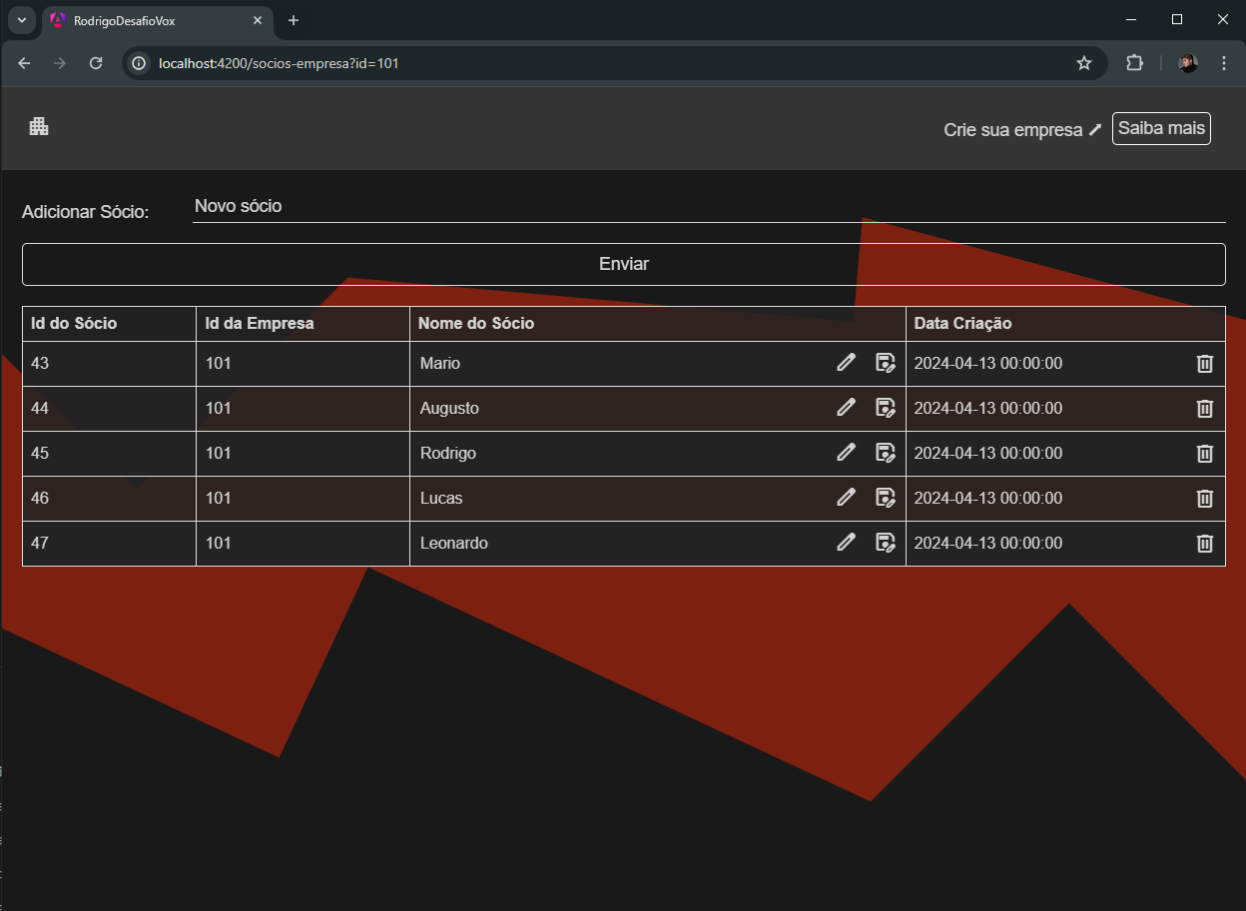 RodrigoDesafioVox
localhost:4200/socios-empresa?id=101
Crie sua empresa Saiba mais
Adicionar Sócio: Novo sócio
Enviar
Id do Sócio Id da Empresa Nome do Sócio Data Criação
43 101 Mario 2024-04-13 00:00:00
44 101 Augusto 2024-04-13 00:00:00
45 101 Rodrigo 2024-04-13 00:00:00
46 101 Lucas 2024-04-13 00:00:00
47 101 Leonardo 2024-04-13 00:00:00